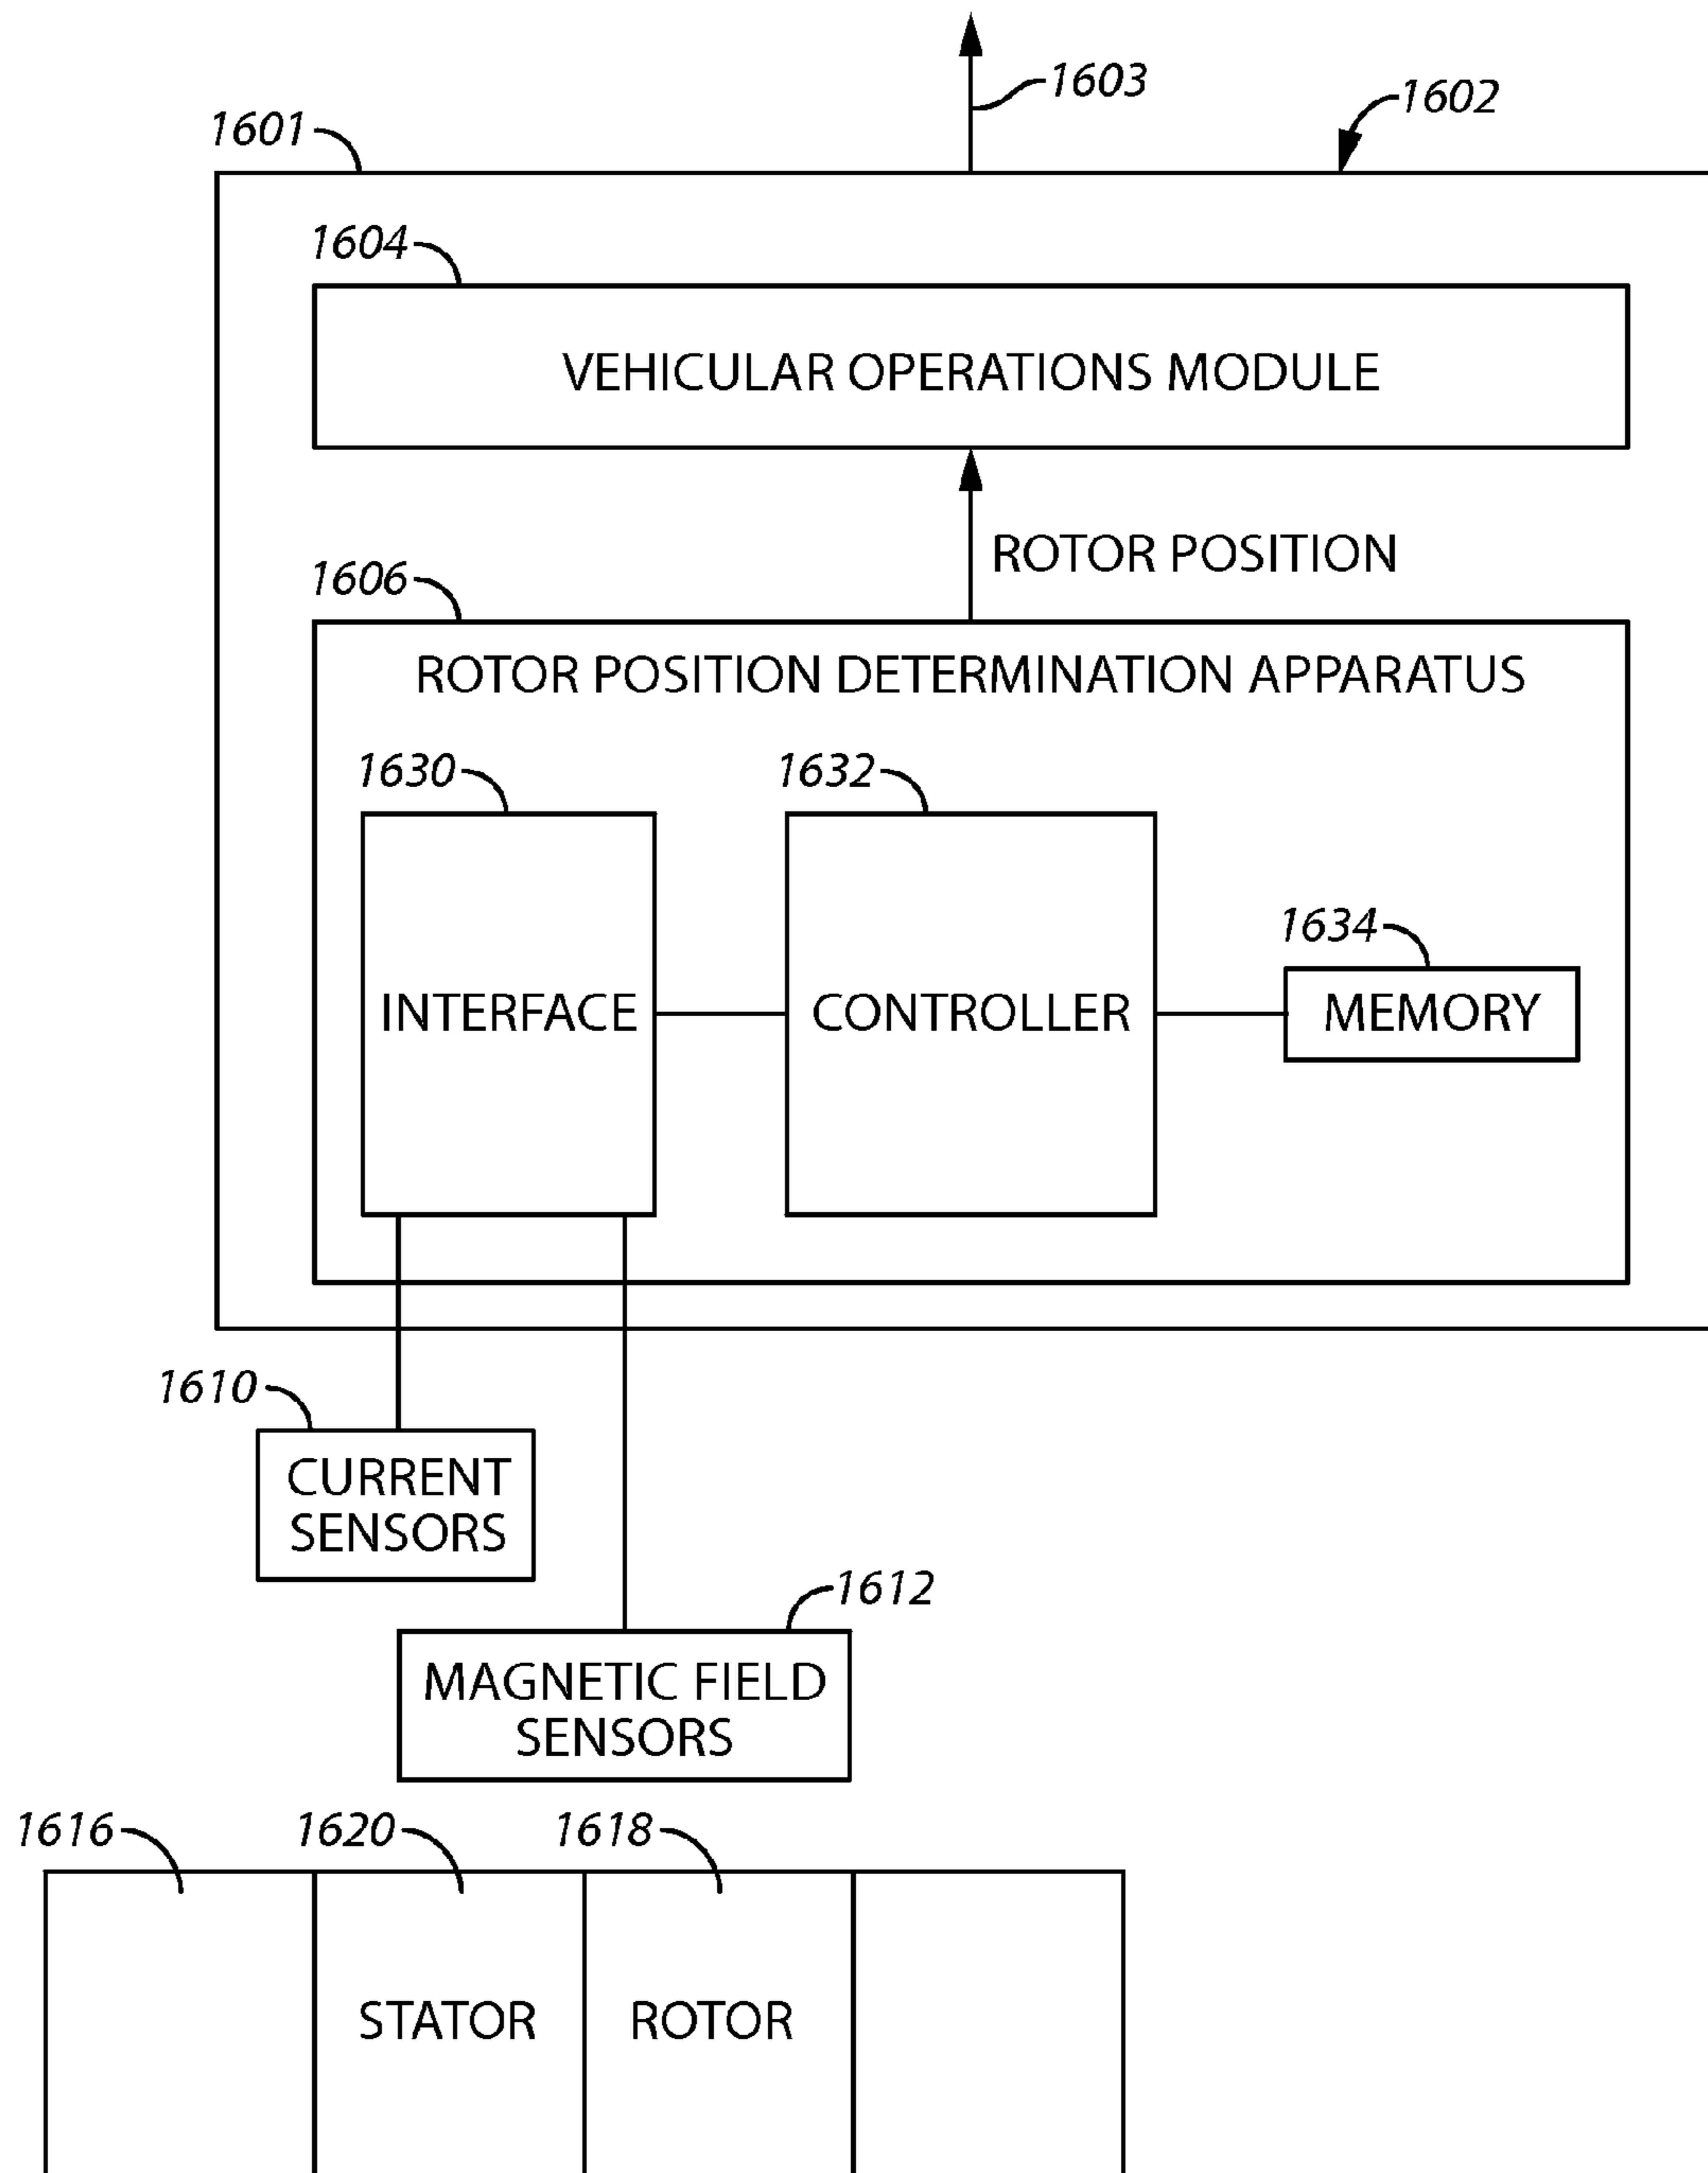 1603
1602
1601
1604
VEHICULAR OPERATIONS MODULE
ROTOR POSITION
1606
ROTOR POSITION DETERMINATION APPARATUS
1630
1632
1634
INTERFACE
CONTROLLER
MEMORY
1610
CURRENT
SENSORS
1612
MAGNETIC FIELD
SENSORS
1616
1620
1618
STATOR
ROTOR